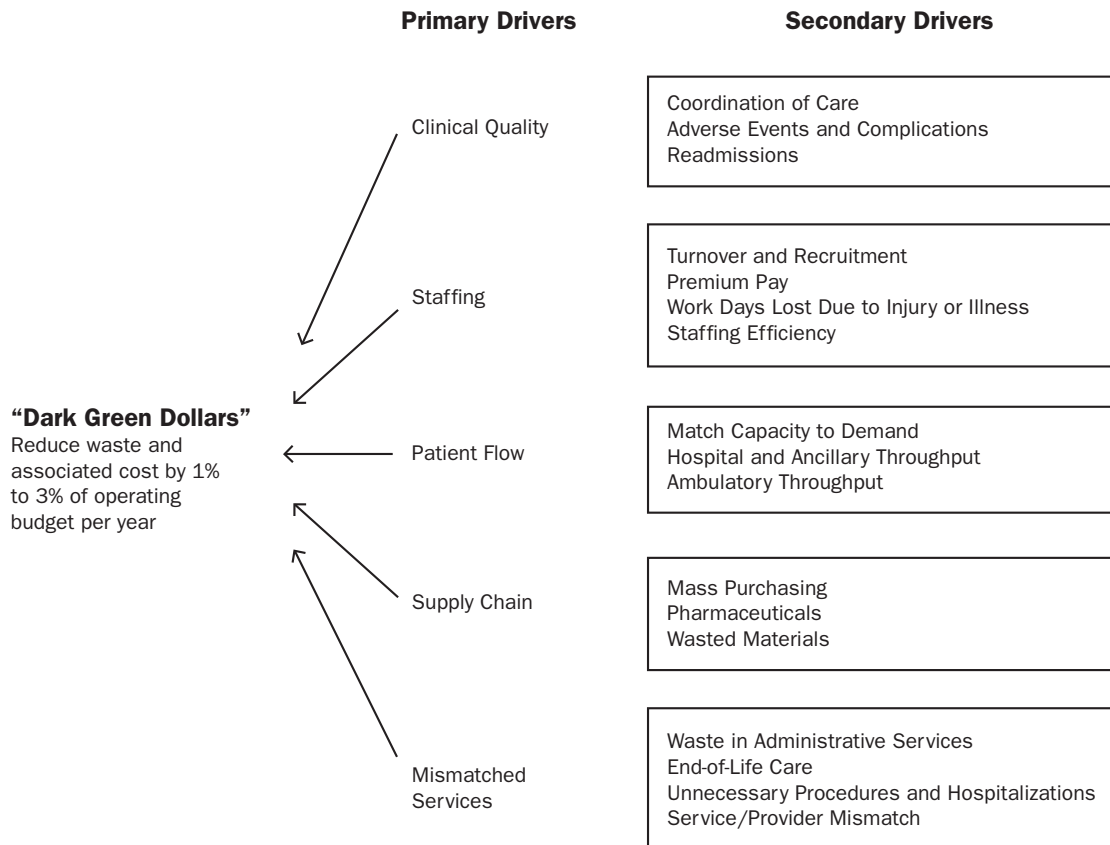 Primary Drivers
Secondary Drivers
Clinical Quality
Coordination of Care
Adverse Events and Complications
Readmissions
Staffing
Turnover and Recruitment
Premium Pay
Work Days Lost Due to Injury or Illness
Staffing Efficiency
“Dark Green Dollars”
Reduce waste and
associated cost by 1%
to 3% of operating
budget per year
Patient Flow
Match Capacity to Demand
Hospital and Ancillary Throughput
Ambulatory Throughput
Supply Chain
Mass Purchasing
Pharmaceuticals
Wasted Materials
Mismatched
Services
Waste in Administrative Services
End-of-Life Care
Unnecessary Procedures and Hospitalizations
Service/Provider Mismatch